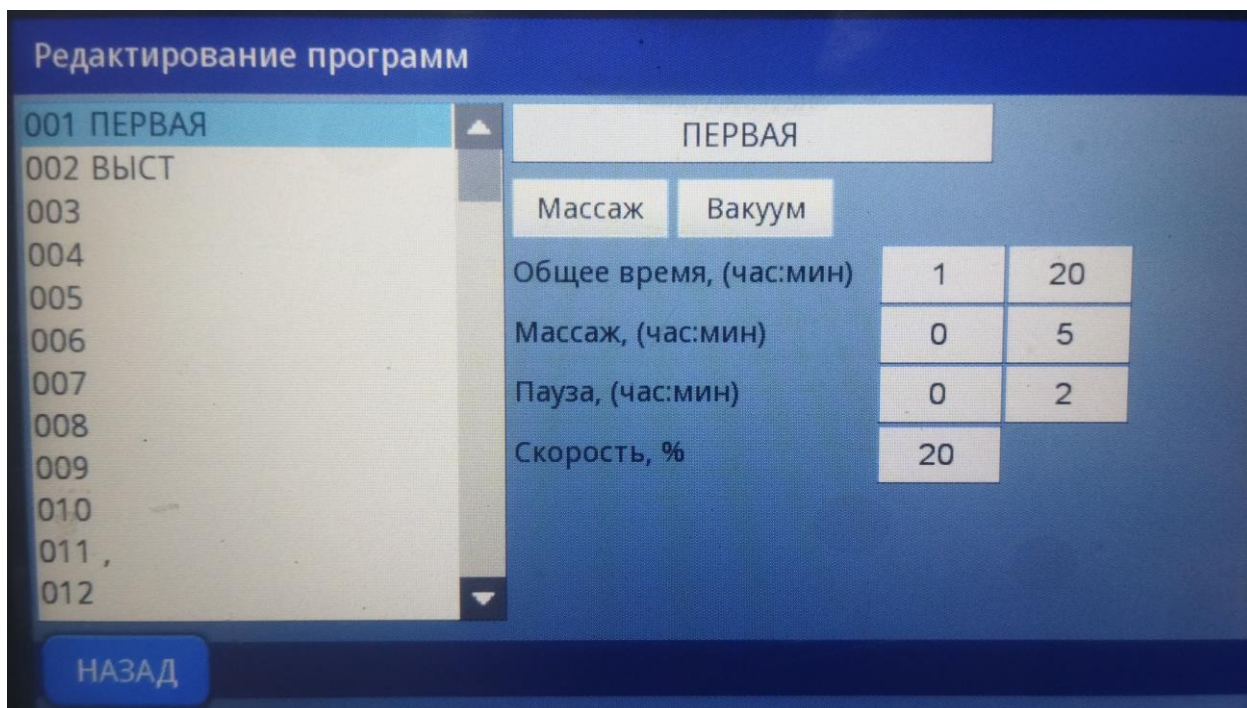 Редактирование программ
001 ПЕРВАЯ
002 ВЫСТ
003
004
005
006
007
008
009
010
011 ,
012
ПЕРВАЯ
Массаж Вакуум
Общее время, (час:мин) 1 20
Массаж, (час:мин) 0 5
Пауза, (час:мин) 0 2
Скорость, % 20
НАЗАД